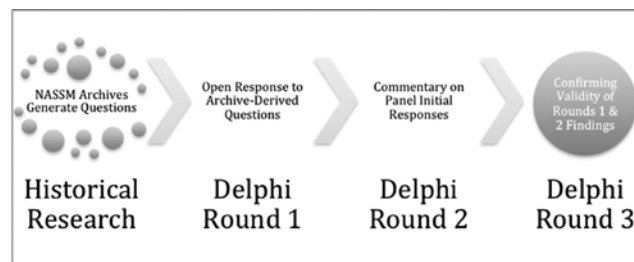 NASSM Archives
Generate Questions
Open Response to
Archive-Derived
Questions
Commentary on
Panel Initial
Responses
Confirming
Validity of
Rounds 1 &
2 Findings
Historical
Research
Delphi
Round 1
Delphi
Round 2
Delphi
Round 3